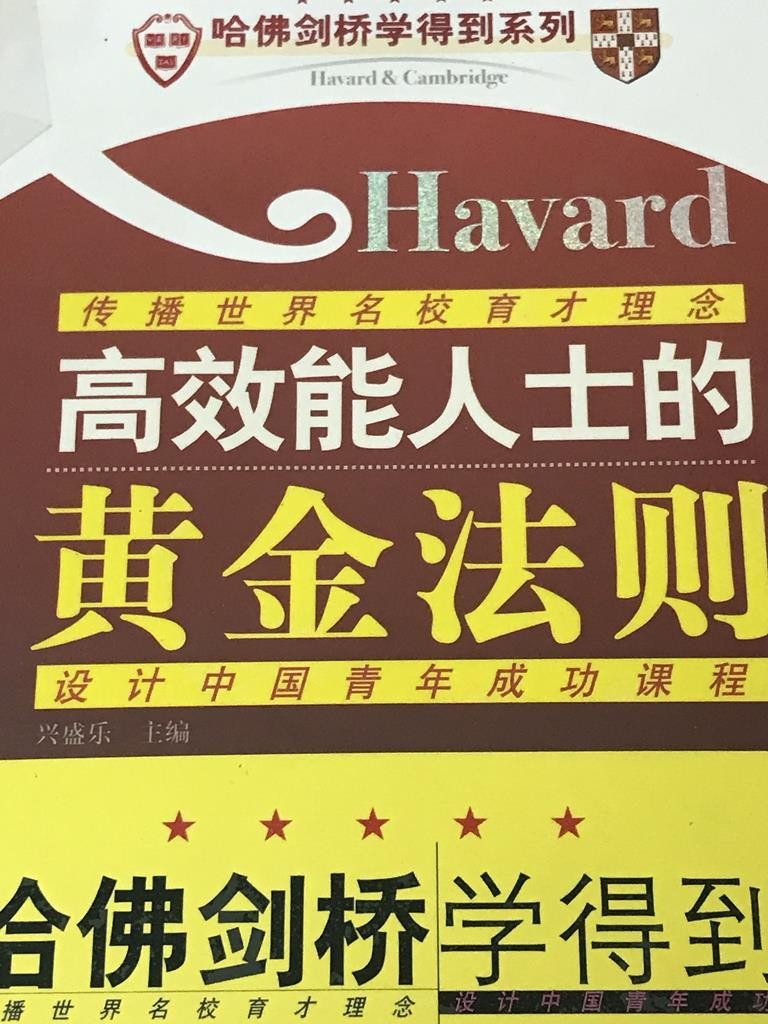 哈佛剑桥学得到系列
Havard & Cambridge
Havard
传播世界名校育才理念
高效能人士的
黄金法则
设计中国青年成功课程
兴盛乐 主编
哈佛剑桥学得到
播世界名校育才理念 设计中国青年成功